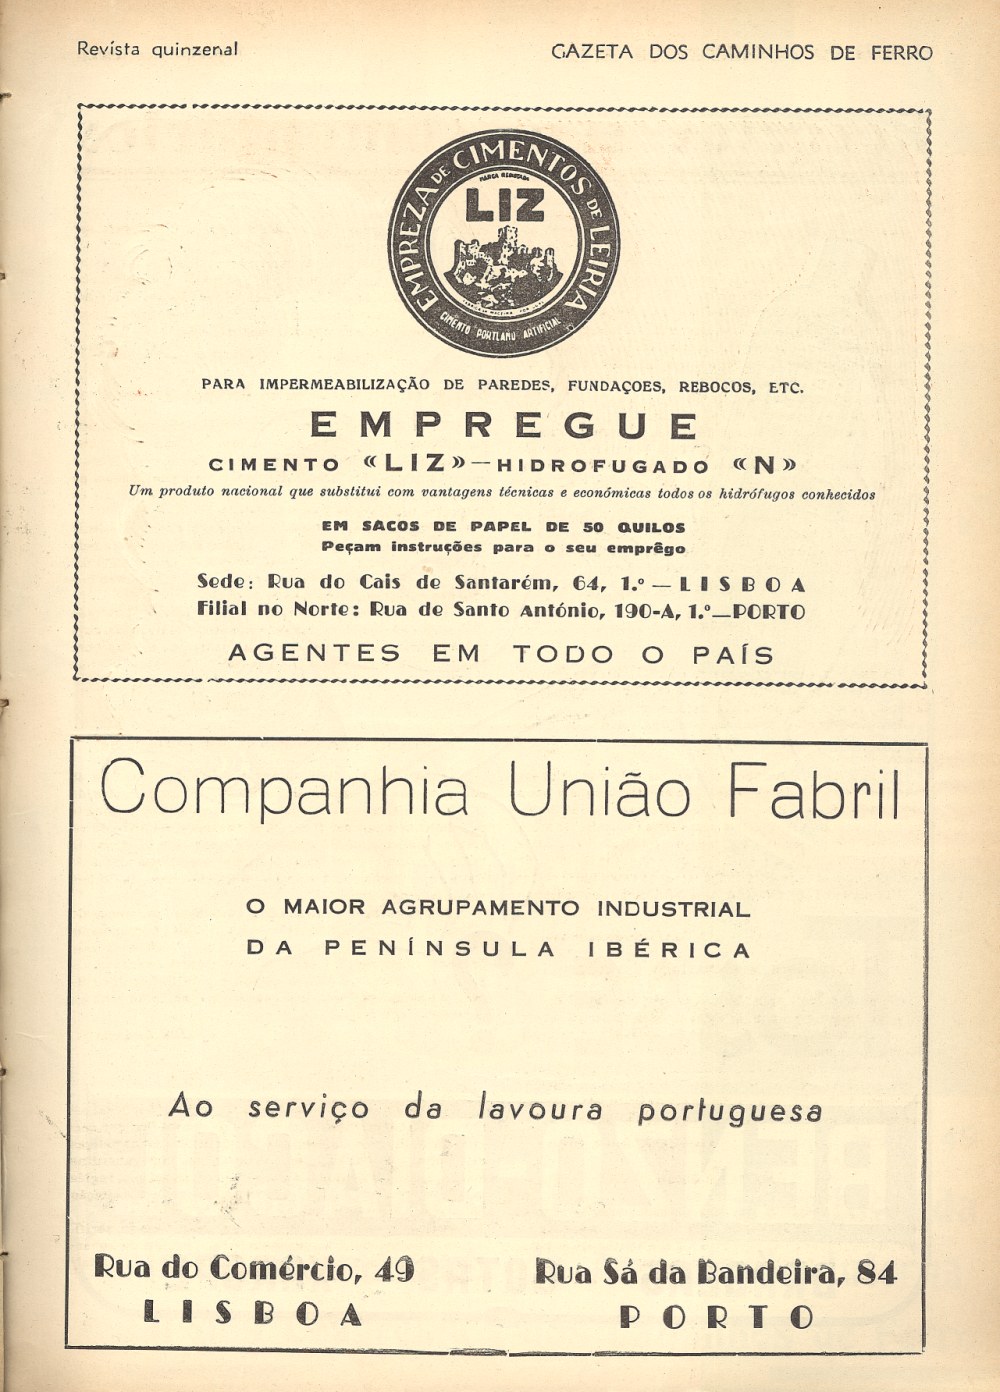 Revista quinzenal
GAZETA DOS CAMINHOS DE FERRO
EMPREZA DE CIMENTOS DE LEIRIA
MARCA REGISTADA
LIZ
CIMENTO PORTLAND ARTIFICIAL
PARA IMPERMEABILIZAÇÃO DE PAREDES, FUNDAÇOES, REBOCOS, ETC.
EMPREGUE
CIMENTO «LIZ»—HIDROFUGADO «N»
Um produto nacional que substitui com vantagens técnicas e económicas todos os hidrófugos conhecidos
EM SACOS DE PAPEL DE 50 QUILOS
Peçam instruções para o seu emprêgo
Sede: Rua do Cais de Santarém, 64, 1.º — LISBOA
Filial no Norte: Rua de Santo António, 190-A, 1.º—PORTO
AGENTES EM TODO O PAÍS
Companhia União Fabril
O MAIOR AGRUPAMENTO INDUSTRIAL
DA PENÍNSULA IBÉRICA
Ao serviço da lavoura portuguesa
Rua do Comércio, 49
LISBOA
Rua Sá da Bandeira, 84
PORTO